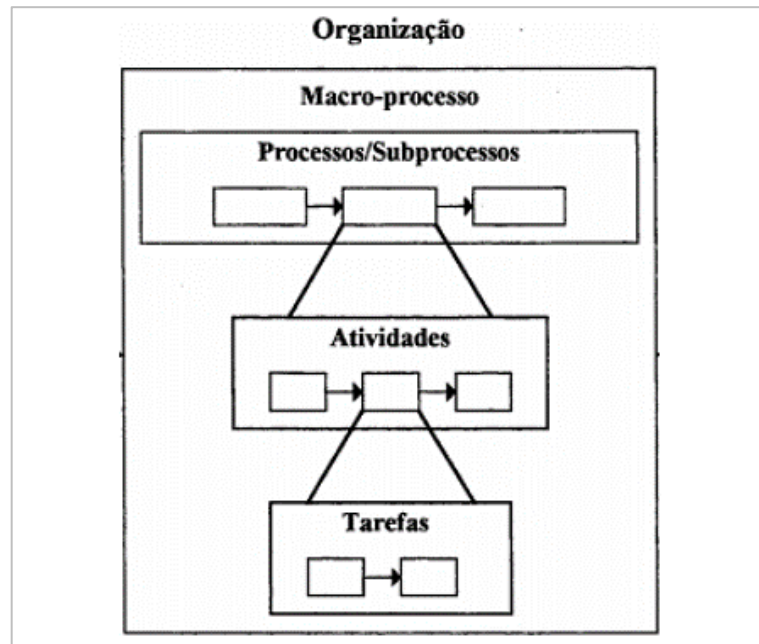 Organização
Macro-processo
Processos/Subprocessos
Atividades
Tarefas